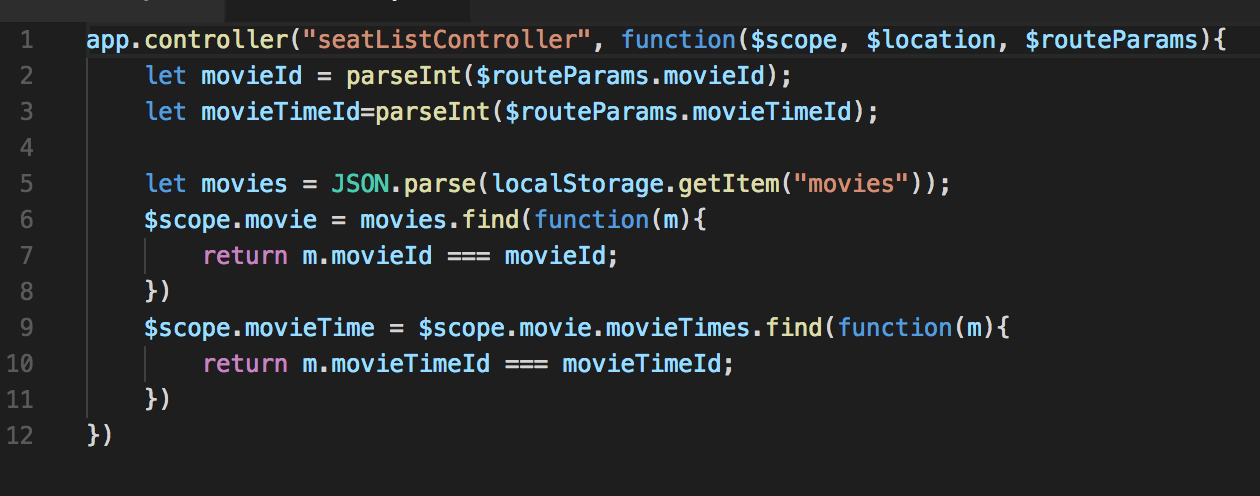 1 app.controller("seatListController", function($scope, $location, $routeParams){
2 let movieId = parseInt($routeParams.movieId);
3 let movieTimeId=parseInt($routeParams.movieTimeId);
4
5 let movies = JSON.parse(localStorage.getItem("movies"));
6 $scope.movie = movies.find(function(m){
7 return m.movieId === movieId;
8 })
9 $scope.movieTime = $scope.movie.movieTimes.find(function(m){
10 return m.movieTimeId === movieTimeId;
11 })
12 })